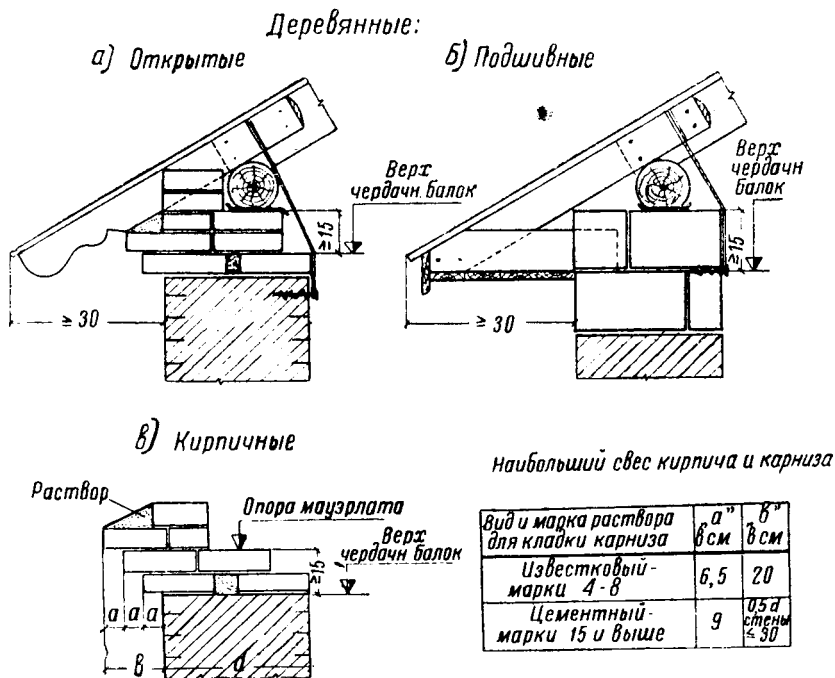 Деревянные:
а) Открытые
б) Подшивные
Верх
чердачн. балок
≥15
≥ 30
Верх
чердачн.
балок
≥15
≥ 30
в) Кирпичные
Раствор
Опора мауэрлата
Верх
чердачн балок
≥15
а а а
в d
Наибольший свес кирпича и карниза
Вид и марка раствора для кладки карниза „а" в см „в" в см
Известковый-марки 4-8 6,5 20
Цементный-марки 15 и выше 9 0,5d стены ≤ 30